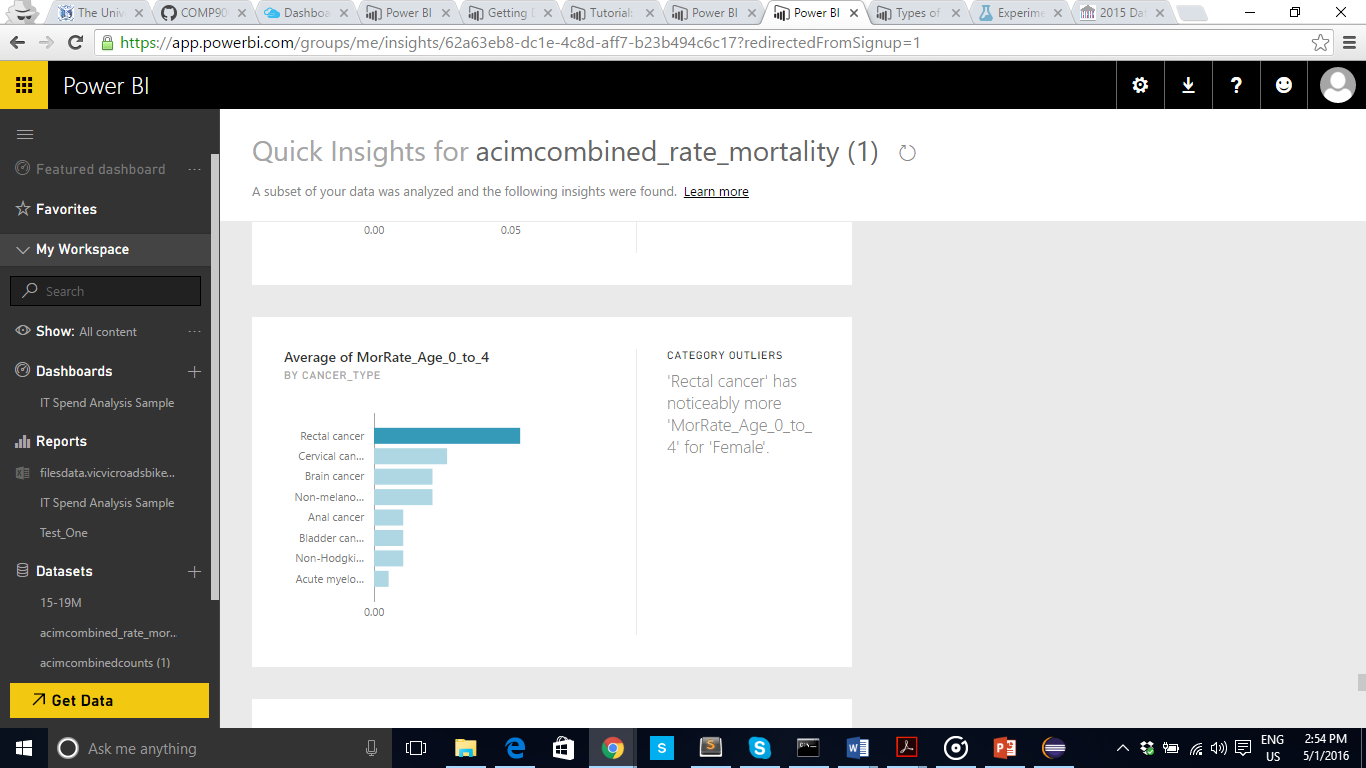 The Unive
COMP90
Dashboa
Power BI
Getting D
Tutorial:
Power BI
Power BI
Types of
Experime
2015 Dat
https://app.powerbi.com/groups/me/insights/62a63eb8-dc1e-4c8d-aff7-b23b494c6c17?redirectedFromSignup=1
Power BI
?
Featured dashboard ...
Favorites
My Workspace
Search
Show: All content ...
Dashboards +
IT Spend Analysis Sample
Reports
filesdata.vicvicroadsbike...
IT Spend Analysis Sample
Test_One
Datasets +
15-19M
acimcombined_rate_mor...
acimcombinedcounts (1)
Get Data
Quick Insights for acimcombined_rate_mortality (1)
A subset of your data was analyzed and the following insights were found. Learn more
0.00 0.05
Average of MorRate_Age_0_to_4
BY CANCER_TYPE
Rectal cancer
Cervical can...
Brain cancer
Non-melano...
Anal cancer
Bladder can...
Non-Hodgki...
Acute myelo...
0.00
CATEGORY OUTLIERS
'Rectal cancer' has
noticeably more
'MorRate_Age_0_to_
4' for 'Female'.
Ask me anything
ENG
US
2:54 PM
5/1/2016